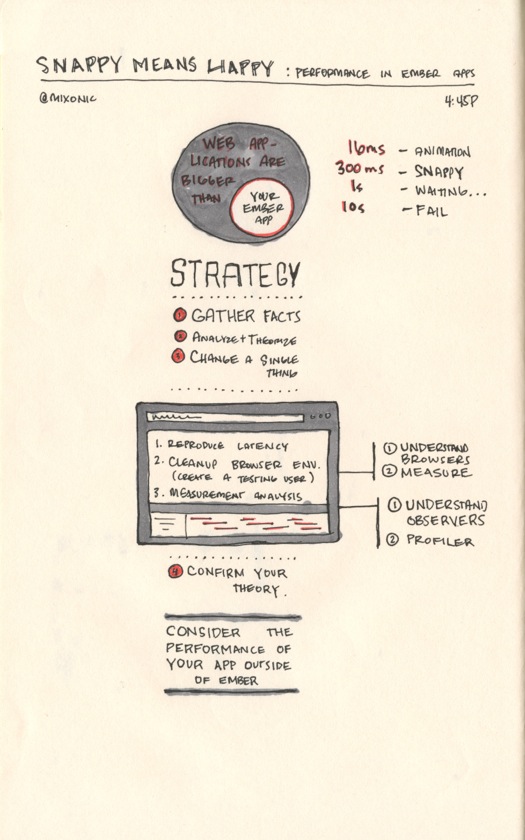 SNAPPY MEANS HAPPY : PERFORMANCE IN EMBER APPS
@MIXONIC
4:45P
WEB APP-
LICATIONS ARE
BIGGER
THAN
YOUR
EMBER
APP
16ms - ANIMATION
300ms - SNAPPY
1s - WAITING...
10s - FAIL
STRATEGY
1 GATHER FACTS
2 ANALYZE + THEORIZE
3 CHANGE A SINGLE
THING
1. REPRODUCE LATENCY
2. CLEANUP BROWSER ENV.
(CREATE A TESTING USER)
3. MEASUREMENT ANALYSIS
1 UNDERSTAND
BROWSERS
2 MEASURE
1 UNDERSTAND
OBSERVERS
2 PROFILER
4 CONFIRM YOUR
THEORY.
CONSIDER THE
PERFORMANCE OF
YOUR APP OUTSIDE
OF EMBER